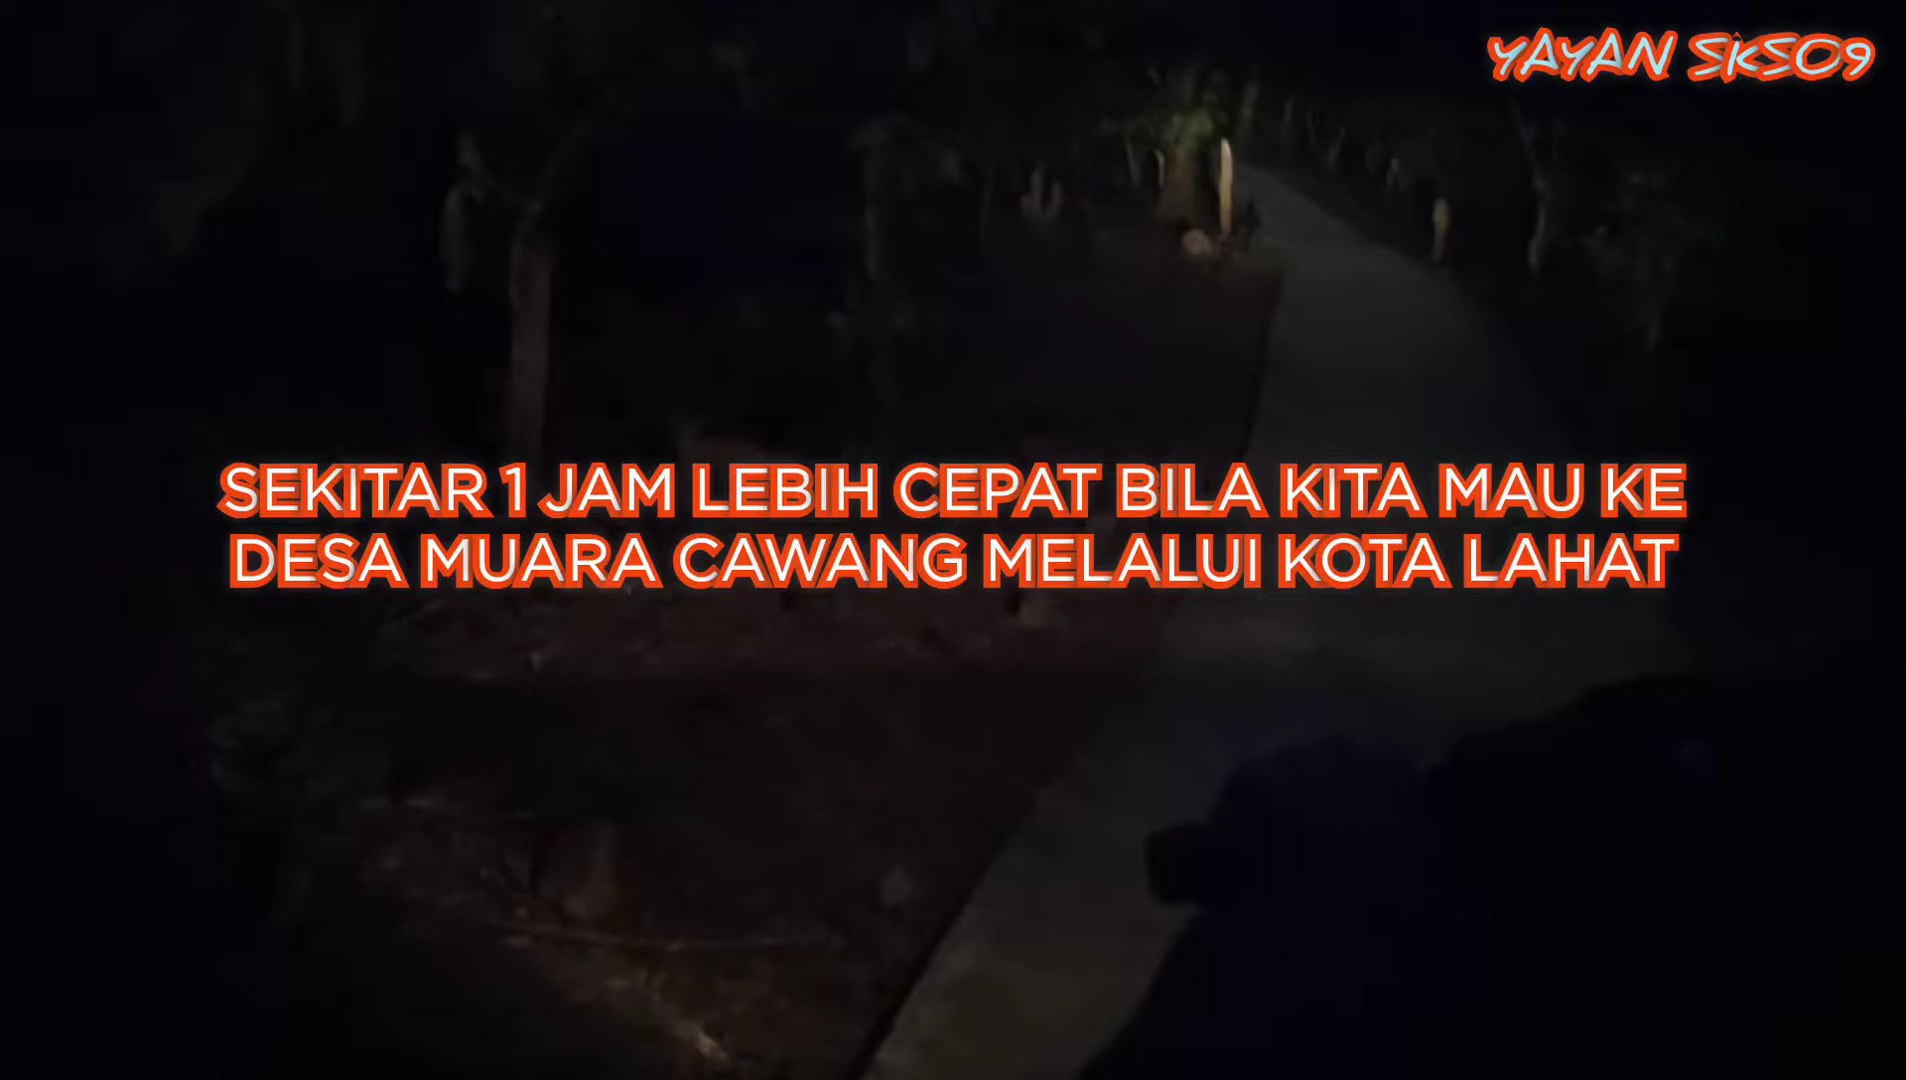 YAYAN SKS09
SEKITAR 1 JAM LEBIH CEPAT BILA KITA MAU KE
DESA MUARA CAWANG MELALUI KOTA LAHAT